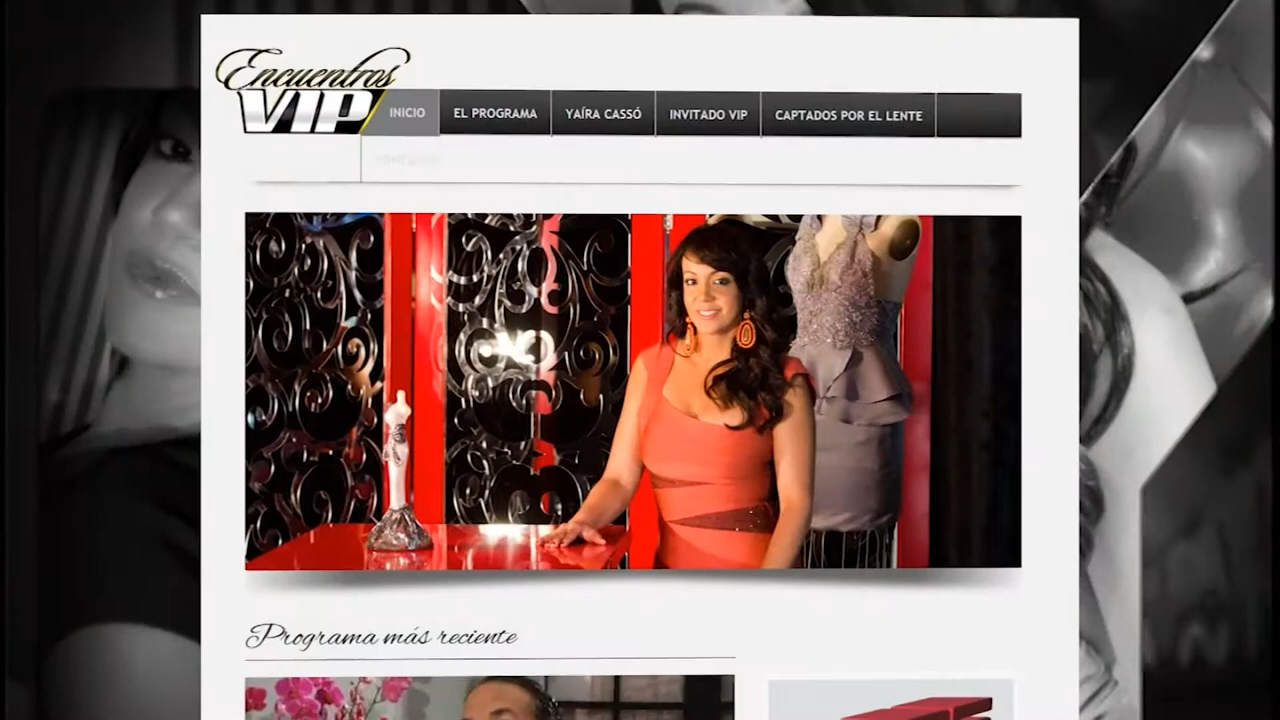 Encuentros
VIP
INICIO
EL PROGRAMA
YAÍRA CASSÓ
INVITADO VIP
CAPTADOS POR EL LENTE
Programa más reciente